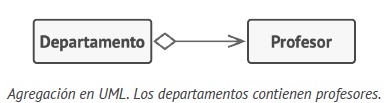 Departamento
Profesor
Agregación en UML. Los departamentos contienen profesores.